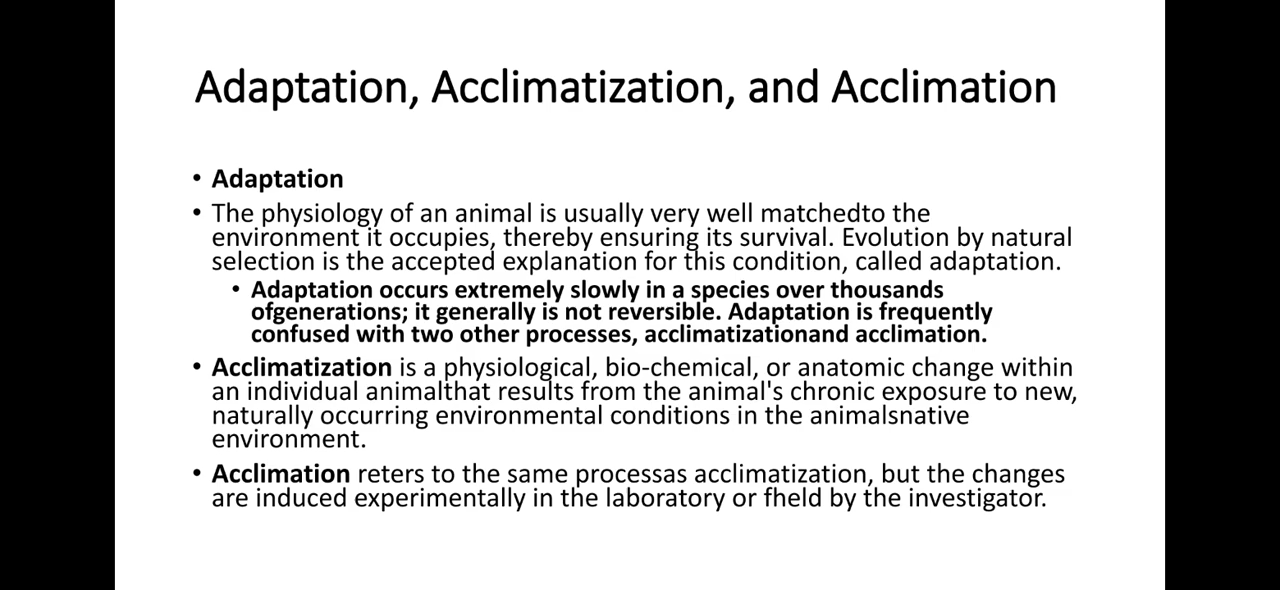 Adaptation, Acclimatization, and Acclimation
• Adaptation
• The physiology of an animal is usually very well matchedto the
environment it occupies, thereby ensuring its survival. Evolution by natural
selection is the accepted explanation for this condition, called adaptation.
• Adaptation occurs extremely slowly in a species over thousands
ofgenerations; it generally is not reversible. Adaptation is frequently
confused with two other processes, acclimatizationand acclimation.
• Acclimatization is a physiological, bio-chemical, or anatomic change within
an individual animalthat results from the animal's chronic exposure to new,
naturally occurring environmental conditions in the animalsnative
environment.
• Acclimation reters to the same processas acclimatization, but the changes
are induced experimentally in the laboratory or fheld by the investigator.